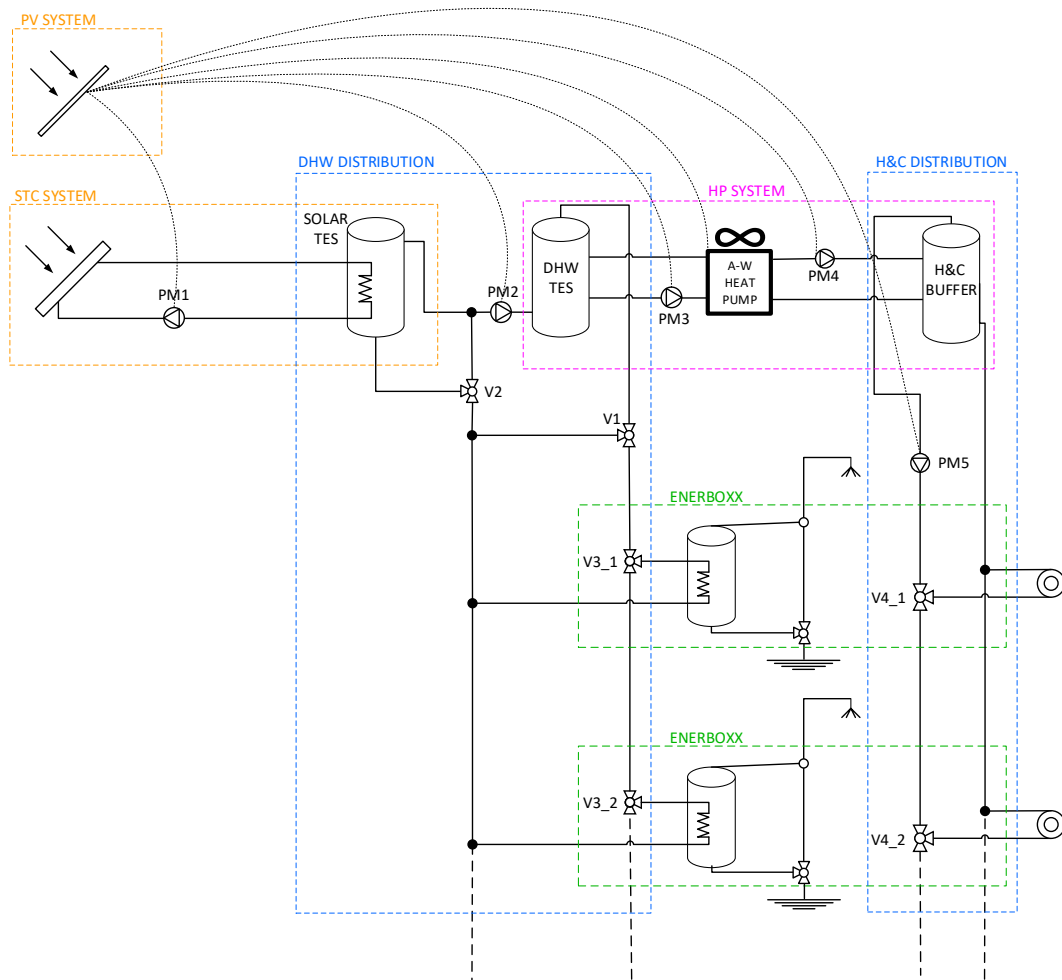 PV SYSTEM
DHW DISTRIBUTION
H&C DISTRIBUTION
STC SYSTEM
HP SYSTEM
SOLAR
TES
DHW
TES
A-W
HEAT
PUMP
H&C
BUFFER
PM1
PM2
PM3
PM4
V2
V1
PM5
ENERBOXX
V3_1
V4_1
ENERBOXX
V3_2
V4_2